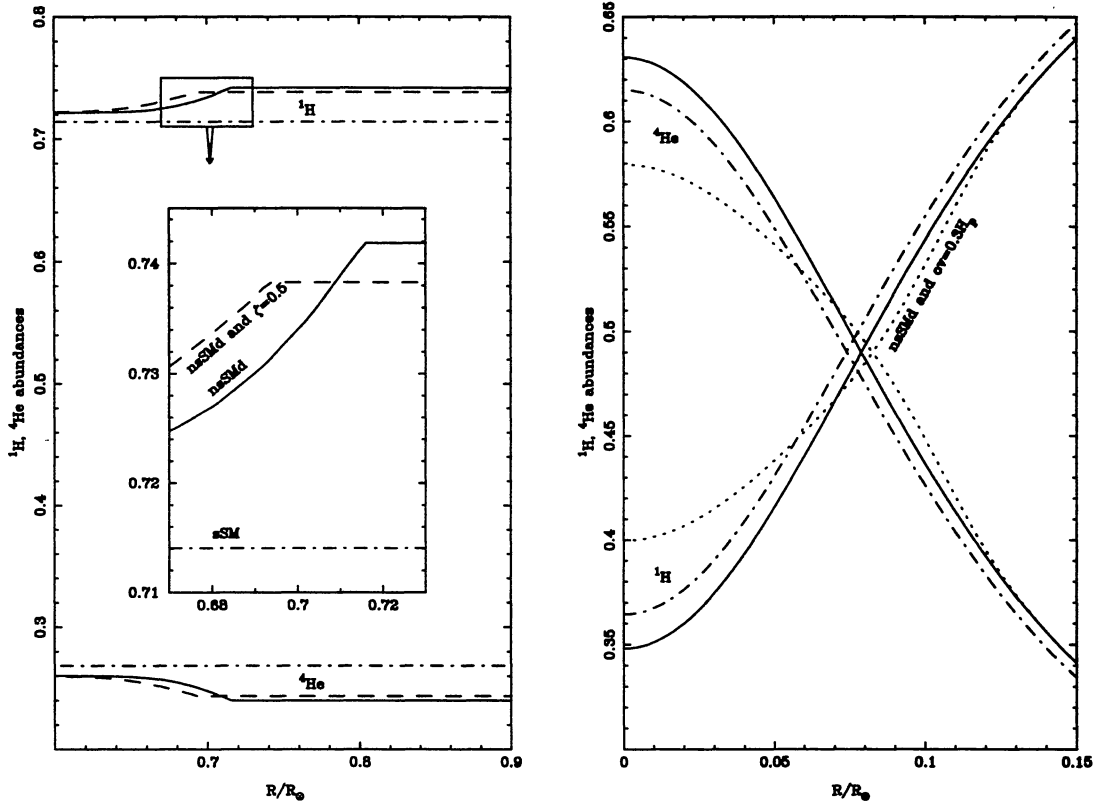 0.8
0.7
0.6
0.5
0.4
0.3
¹H, ⁴He abundances
¹H
0.74
0.73
0.72
0.71
nsSMd and ζ=0.5
nsSMd
sSM
0.68
0.7
0.72
⁴He
0.7
0.8
0.9
R/R☉
0.65
0.6
0.55
0.5
0.45
0.4
0.35
¹H, ⁴He abundances
⁴He
nsSMd and ov=0.3Hₚ
¹H
0
0.05
0.1
0.15
R/R☉